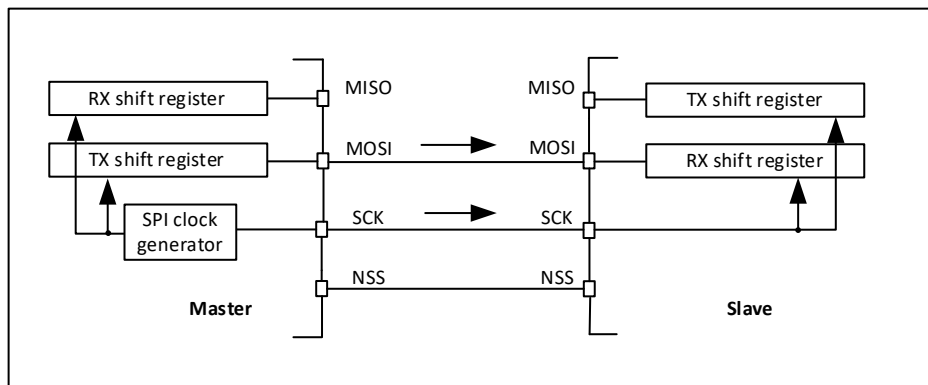 RX shift register
MISO
MISO
TX shift register
TX shift register
MOSI
MOSI
RX shift register
SPI clock
generator
SCK
SCK
NSS
NSS
Master
Slave